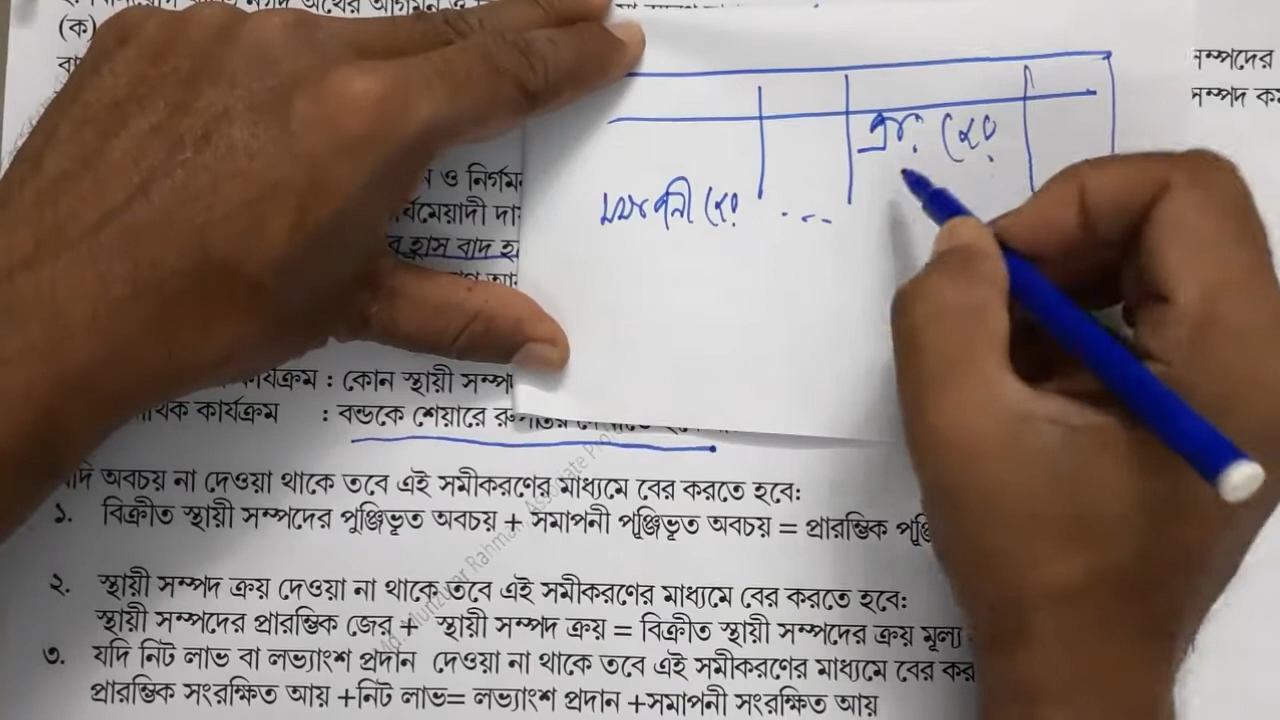 (ক)
ম্পদের
সম্পদ কম
ন ও নির্গমন
র্ঘমেয়াদী দা
হ্রাস বাদ হ
প্রাঃ জের
সমাপনী জের ...
কার্যক্রম : কোন স্থায়ী সম্প
র্থিক কার্যক্রম : বন্ডকে শেয়ারে
যদি অবচয় না দেওয়া থাকে তবে এই সমীকরণের মাধ্যমে বের করতে হবে:
১. বিক্রীত স্থায়ী সম্পদের পুঞ্জিভূত অবচয় + সমাপনী পূঞ্জিভূত অবচয় = প্রারম্ভিক পূঞ্জি
২. স্থায়ী সম্পদ ক্রয় দেওয়া না থাকে তবে এই সমীকরণের মাধ্যমে বের করতে হবে:
স্থায়ী সম্পদের প্রারম্ভিক জের + স্থায়ী সম্পদ ক্রয় = বিক্রীত স্থায়ী সম্পদের ক্রয় মূল্য
৩. যদি নিট লাভ বা লভ্যাংশ প্রদান দেওয়া না থাকে তবে এই সমীকরণের মাধ্যমে বের কর
প্রারম্ভিক সংরক্ষিত আয় +নিট লাভ= লভ্যাংশ প্রদান +সমাপনী সংরক্ষিত আয়